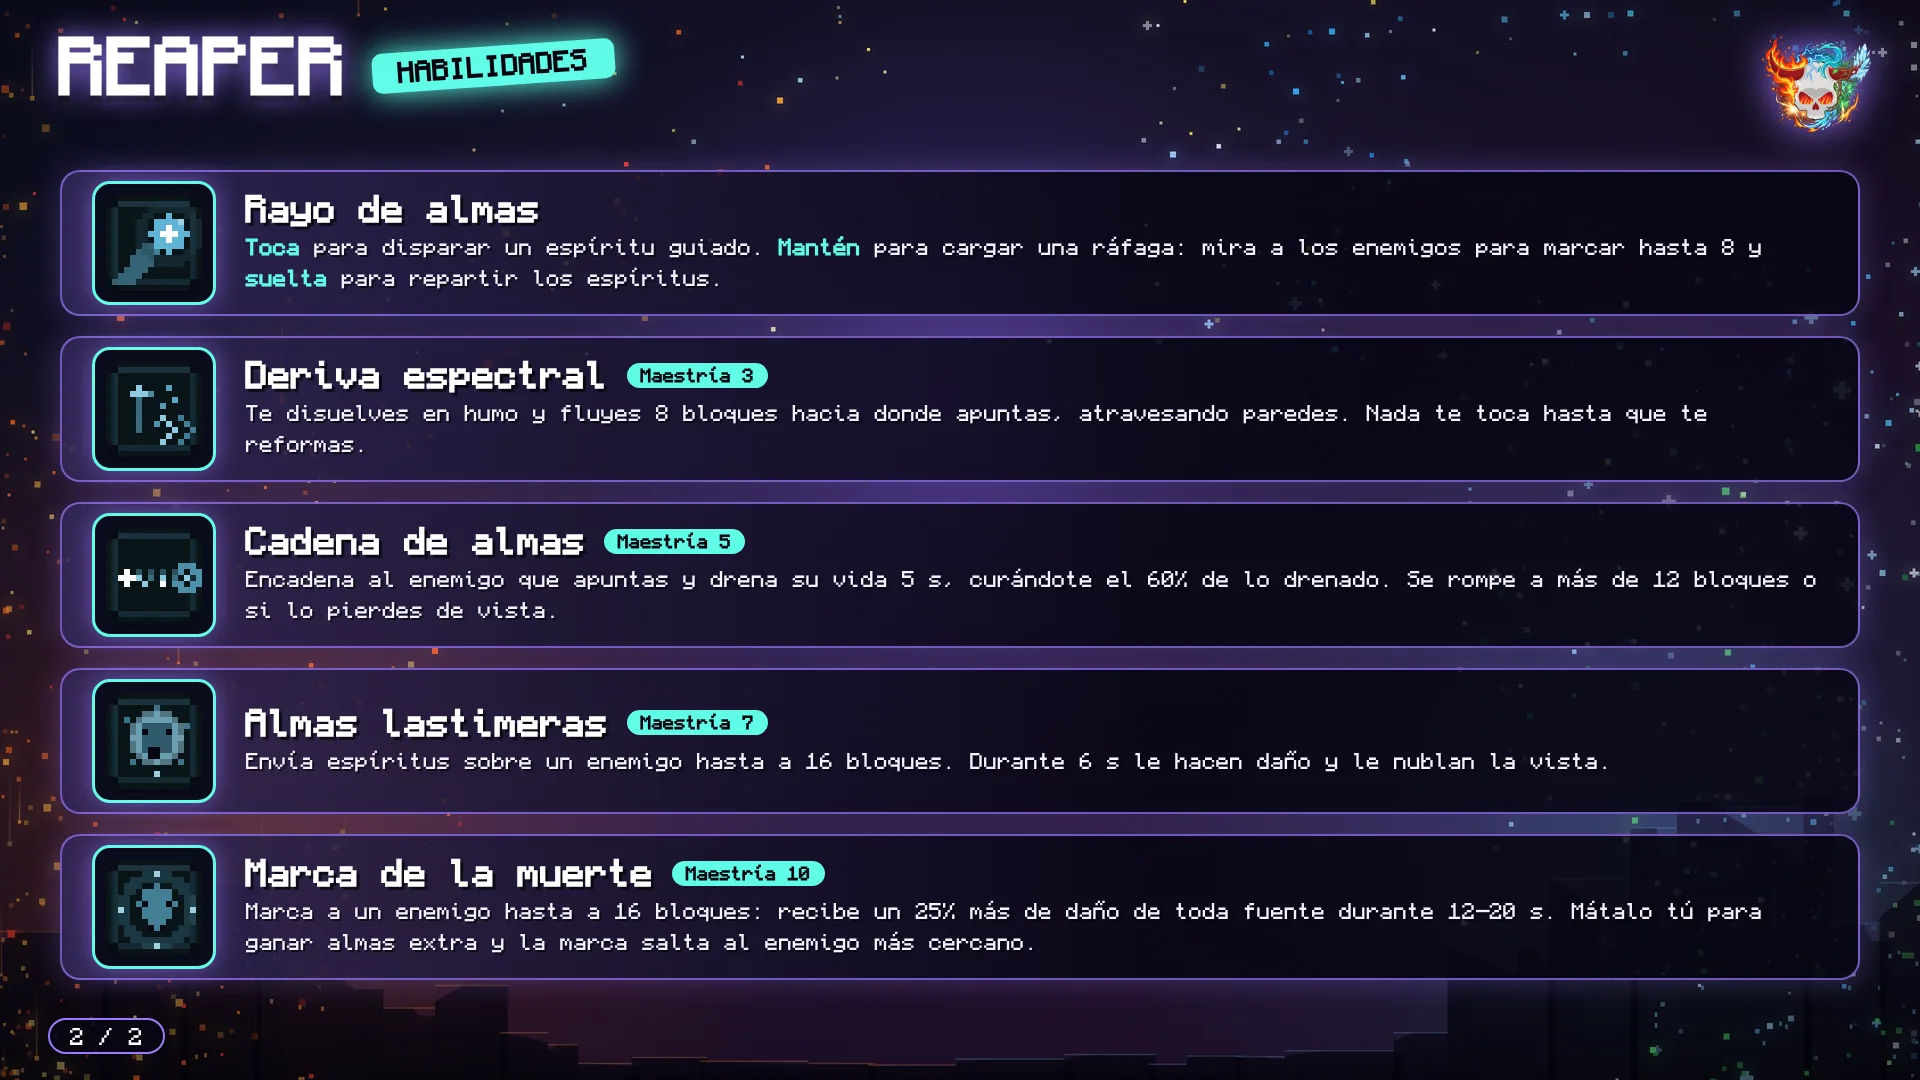 REAPER
HABILIDADES
Rayo de almas
Toca para disparar un espíritu guiado. Mantén para cargar una ráfaga: mira a los enemigos para marcar hasta 8 y
suelta para repartir los espíritus.
Deriva espectral Maestría 3
Te disuelves en humo y fluyes 8 bloques hacia donde apuntas, atravesando paredes. Nada te toca hasta que te
reformas.
Cadena de almas Maestría 5
Encadena al enemigo que apuntas y drena su vida 5 s, curándote el 60% de lo drenado. Se rompe a más de 12 bloques o
si lo pierdes de vista.
Almas lastimeras Maestría 7
Envía espíritus sobre un enemigo hasta a 16 bloques. Durante 6 s le hacen daño y le nublan la vista.
Marca de la muerte Maestría 10
Marca a un enemigo hasta a 16 bloques: recibe un 25% más de daño de toda fuente durante 12–20 s. Mátalo tú para
ganar almas extra y la marca salta al enemigo más cercano.
2 / 2